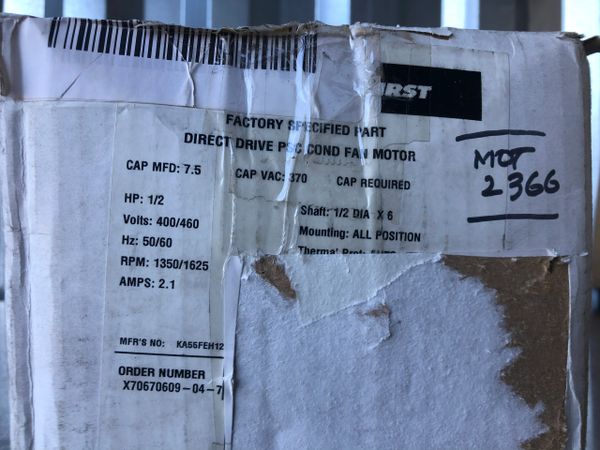 IRST
FACTORY SPECIFIED PART
DIRECT DRIVE PSC COND FAN MOTOR
CAP MFD: 7.5 CAP VAC: 370 CAP REQUIRED
MOT
2366
HP: 1/2 Shaft: 1/2 DIA X 6
Volts: 400/460 Mounting: ALL POSITION
Hz: 50/60
RPM: 1350/1625
AMPS: 2.1
MFR'S NO: KA56FEH12
ORDER NUMBER
X70670609-04-7